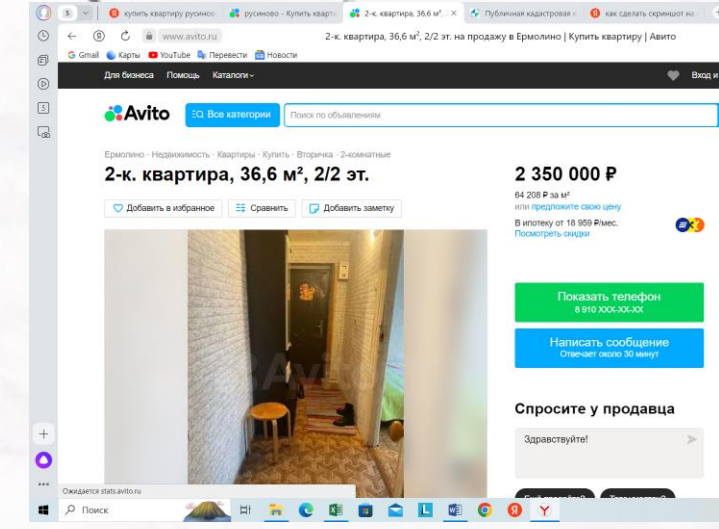 5
купить квартиру русинов
русиново - Купить кварти
2-к. квартира, 36,6 м², ×
Публичная кадастровая к
как сделать скриншот на
www.avito.ru
2-к. квартира, 36,6 м², 2/2 эт. на продажу в Ермолино | Купить квартиру | Авито
Gmail Карты YouTube Перевести Новости
Для бизнеса Помощь Каталоги
Вход и
Avito
Все категории
Поиск по объявлениям
Ермолино · Недвижимость · Квартиры · Купить · Вторичка · 2-комнатные
2-к. квартира, 36,6 м², 2/2 эт.
2 350 000 ₽
64 208 ₽ за м²
или предложите свою цену
Добавить в избранное
Сравнить
Добавить заметку
В ипотеку от 18 959 ₽/мес.
Посмотреть скидки
Показать телефон
8 910 XXX-XX-XX
Написать сообщение
Отвечает около 30 минут
Avito
Спросите у продавца
Здравствуйте!
Ожидается stats.avito.ru
Поиск